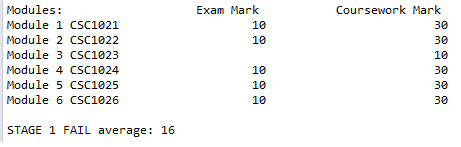 Modules: Exam Mark Coursework Mark
Module 1 CSC1021 10 30
Module 2 CSC1022 10 30
Module 3 CSC1023 10
Module 4 CSC1024 10 30
Module 5 CSC1025 10 30
Module 6 CSC1026 10 30
STAGE 1 FAIL average: 16